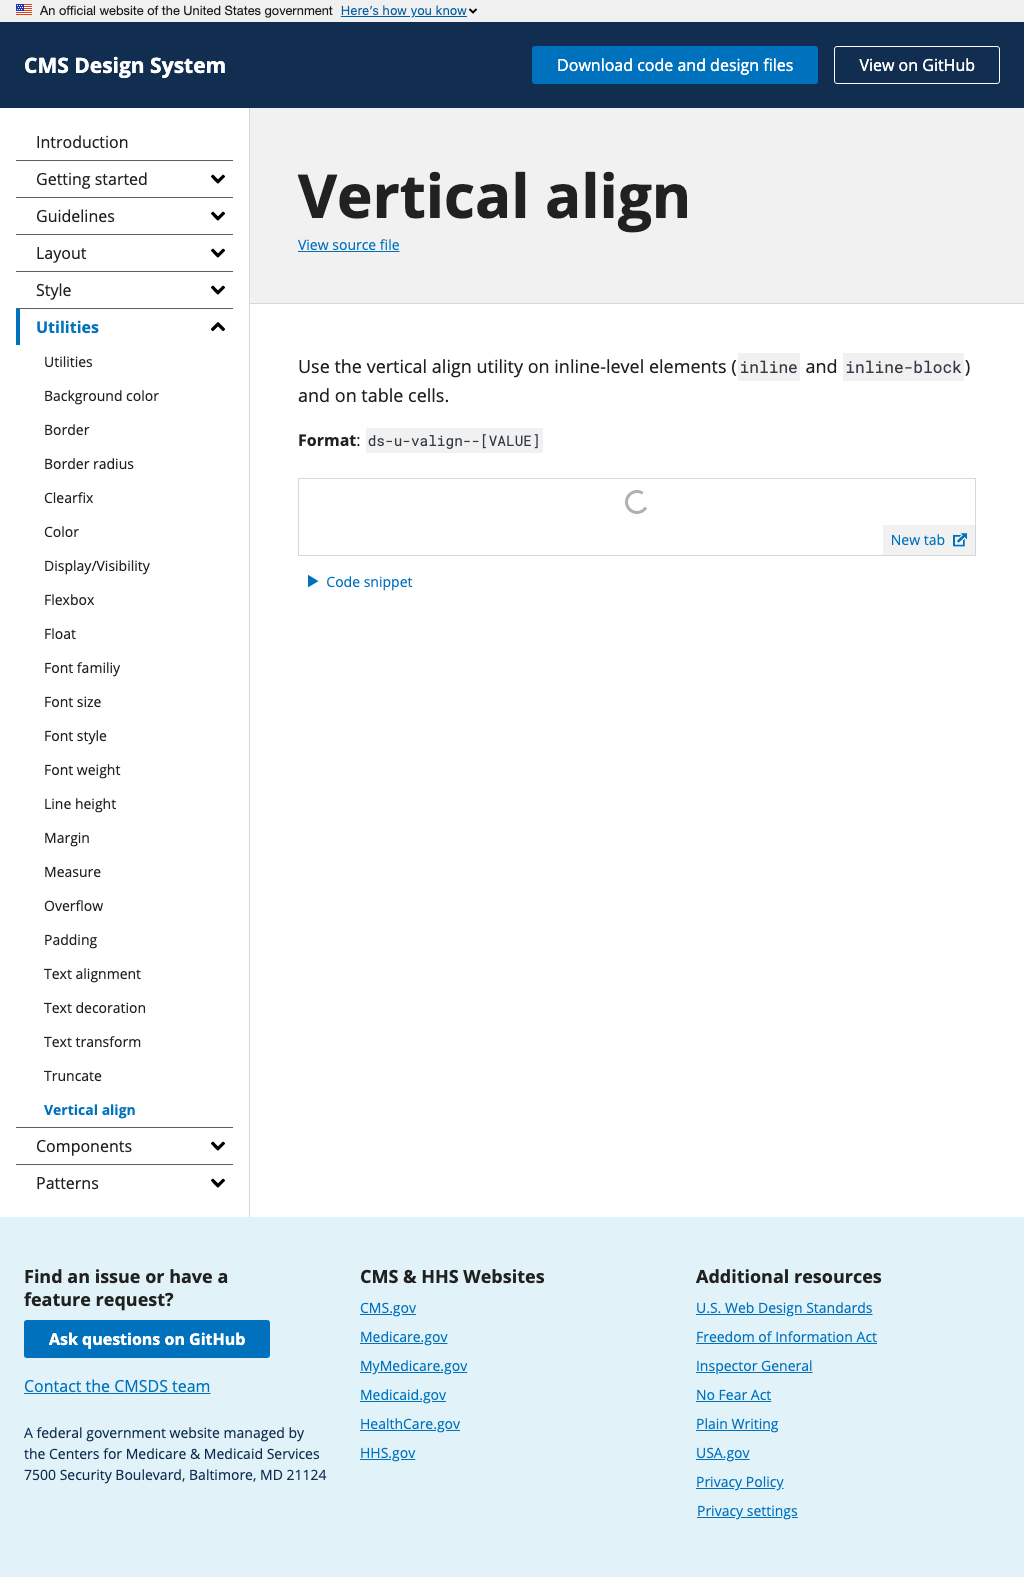 An official website of the United States government Here's how you know
CMS Design System
Download code and design files
View on GitHub
Introduction
Getting started
Guidelines
Layout
Style
Utilities
Utilities
Background color
Border
Border radius
Clearfix
Color
Display/Visibility
Flexbox
Float
Font familiy
Font size
Font style
Font weight
Line height
Margin
Measure
Overflow
Padding
Text alignment
Text decoration
Text transform
Truncate
Vertical align
Components
Patterns
Vertical align
View source file
Use the vertical align utility on inline-level elements (inline and inline-block)
and on table cells.
Format: ds-u-valign--[VALUE]
New tab
Code snippet
Find an issue or have a
feature request?
Ask questions on GitHub
Contact the CMSDS team
A federal government website managed by
the Centers for Medicare & Medicaid Services
7500 Security Boulevard, Baltimore, MD 21124
CMS & HHS Websites
CMS.gov
Medicare.gov
MyMedicare.gov
Medicaid.gov
HealthCare.gov
HHS.gov
Additional resources
U.S. Web Design Standards
Freedom of Information Act
Inspector General
No Fear Act
Plain Writing
USA.gov
Privacy Policy
Privacy settings